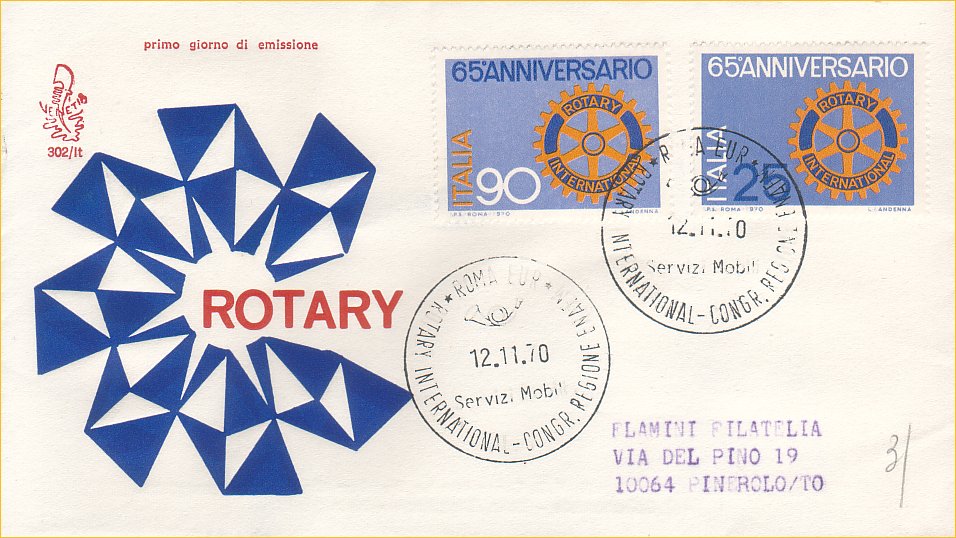 primo giorno di emissione
302/It
ROTARY
65°ANNIVERSARIO
ROTARY
INTERNATIONAL
ITALIA
90
I.P.S. ROMA - 1970
65°ANNIVERSARIO
ROTARY
INTERNATIONAL
ITALIA
25
I.P.S. ROMA - 1970
L. ANDENNA
* ROMA EUR *
12.11.70
Servizi Mobili
ROTARY INTERNATIONAL-CONGR. REGIONE ENAEM
* ROMA EUR *
12.11.70
Servizi Mobili
ROTARY INTERNATIONAL-CONGR. REGIONE ENAEM
FLAMINI FILATELIA
VIA DEL PINO 19
10064 PINEROLO/TO
3/